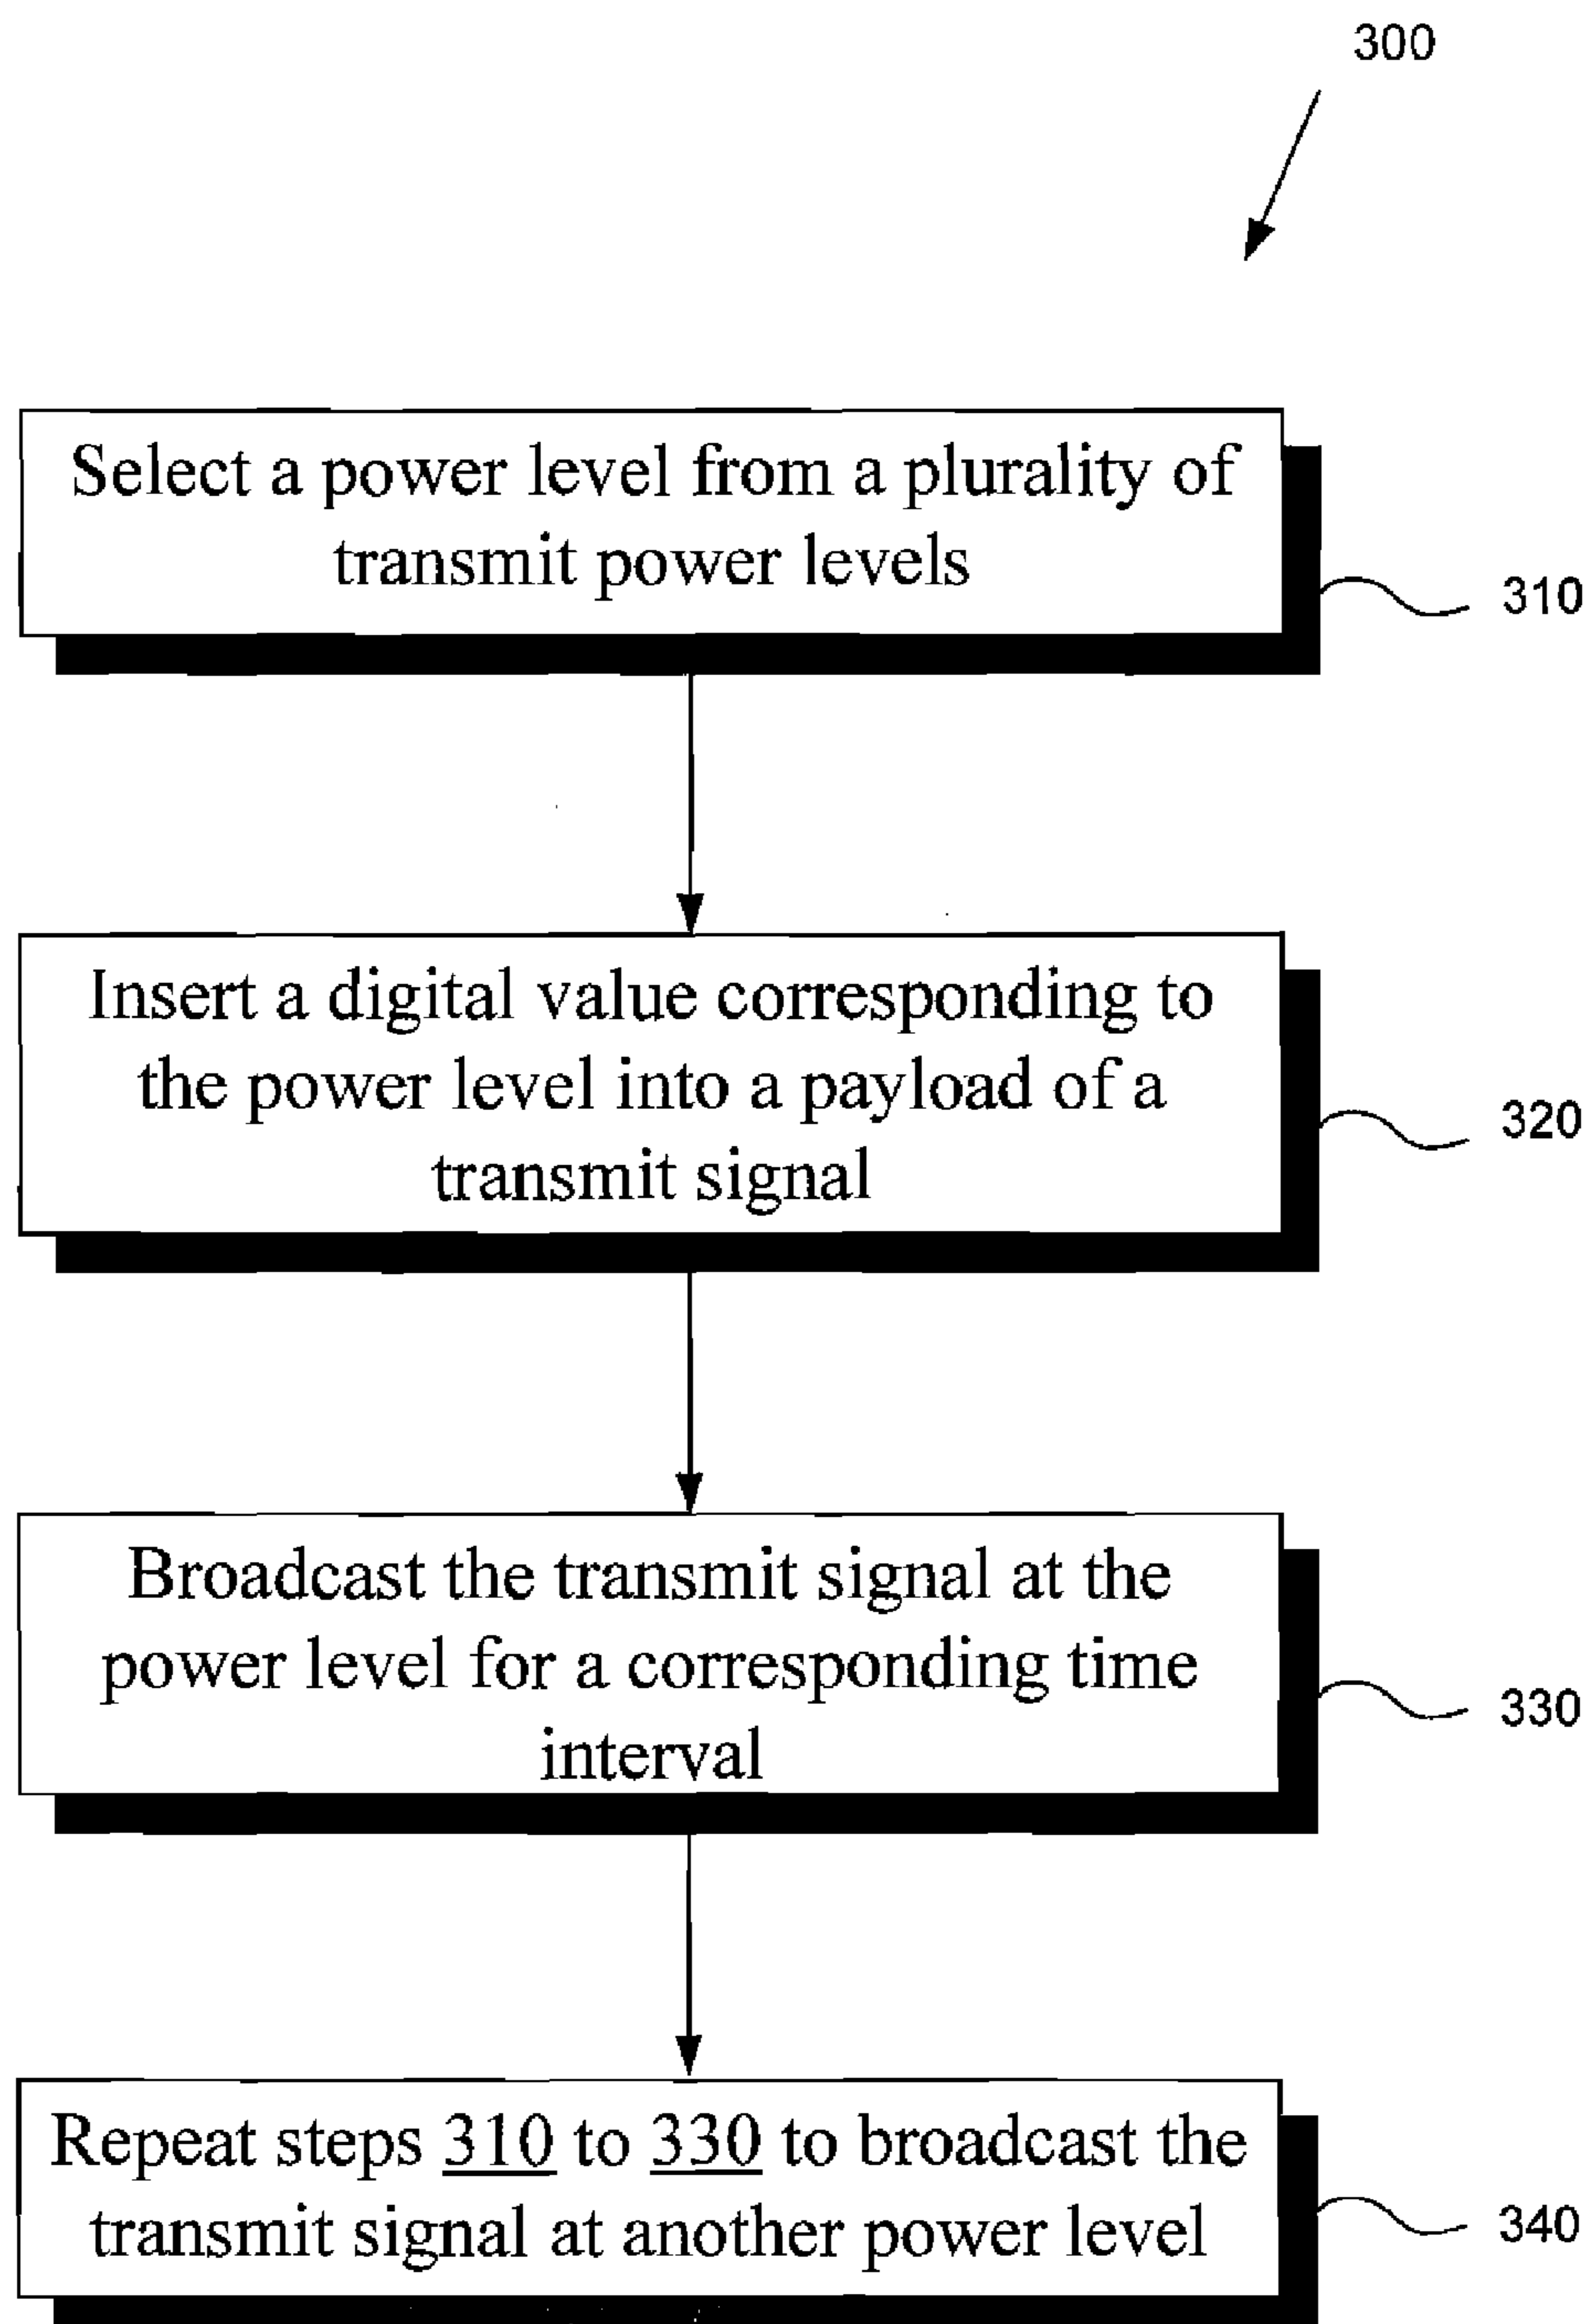 300
Select a power level from a plurality of
transmit power levels
310
Insert a digital value corresponding to
the power level into a payload of a
transmit signal
320
Broadcast the transmit signal at the
power level for a corresponding time
interval
330
Repeat steps 310 to 330 to broadcast the
transmit signal at another power level
340